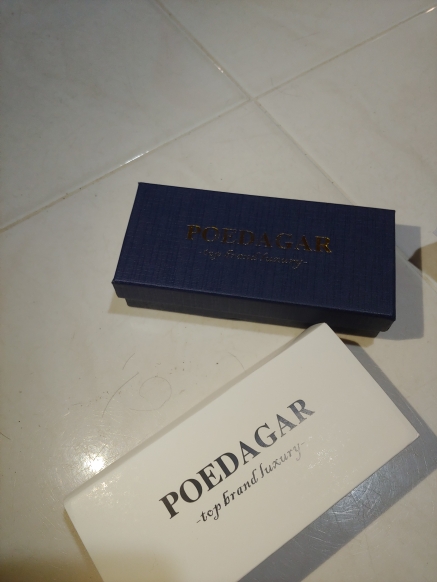 POEDAGAR
-top brand luxury-
POEDAGAR
-top brand luxury-